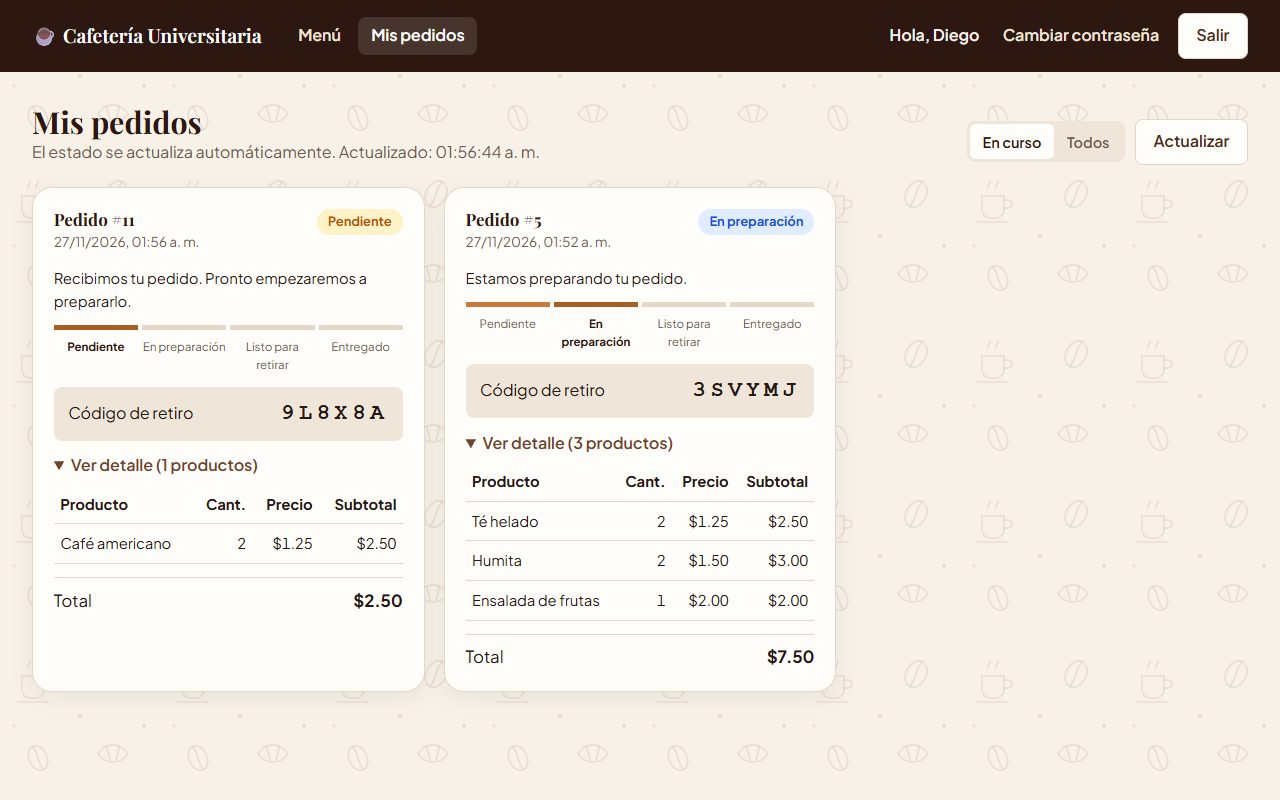 Cafetería Universitaria
Menú
Mis pedidos
Hola, Diego
Cambiar contraseña
Salir
Mis pedidos
El estado se actualiza automáticamente. Actualizado: 01:56:44 a. m.
En curso
Todos
Actualizar
Pedido #11
Pendiente
27/11/2026, 01:56 a. m.
Recibimos tu pedido. Pronto empezaremos a
prepararlo.
Pendiente
En preparación
Listo para
retirar
Entregado
Código de retiro
9L8X8A
▼ Ver detalle (1 productos)
Producto Cant. Precio Subtotal
Café americano 2 $1.25 $2.50
Total $2.50
Pedido #5
En preparación
27/11/2026, 01:52 a. m.
Estamos preparando tu pedido.
Pendiente
En
preparación
Listo para
retirar
Entregado
Código de retiro
3SVYMJ
▼ Ver detalle (3 productos)
Producto Cant. Precio Subtotal
Té helado 2 $1.25 $2.50
Humita 2 $1.50 $3.00
Ensalada de frutas 1 $2.00 $2.00
Total $7.50